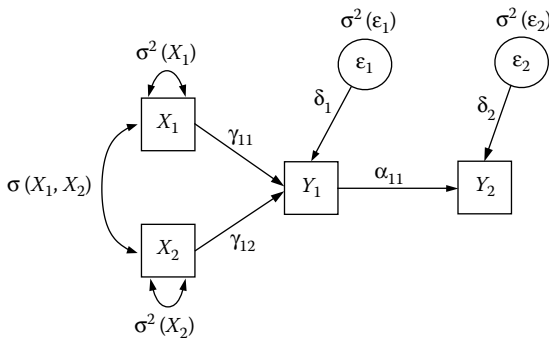 σ² (ε₁)
σ² (ε₂)
σ² (X₁)
ε₁
ε₂
δ₁
δ₂
X₁
γ₁₁
σ (X₁, X₂)
Y₁
α₁₁
Y₂
X₂
γ₁₂
σ² (X₂)